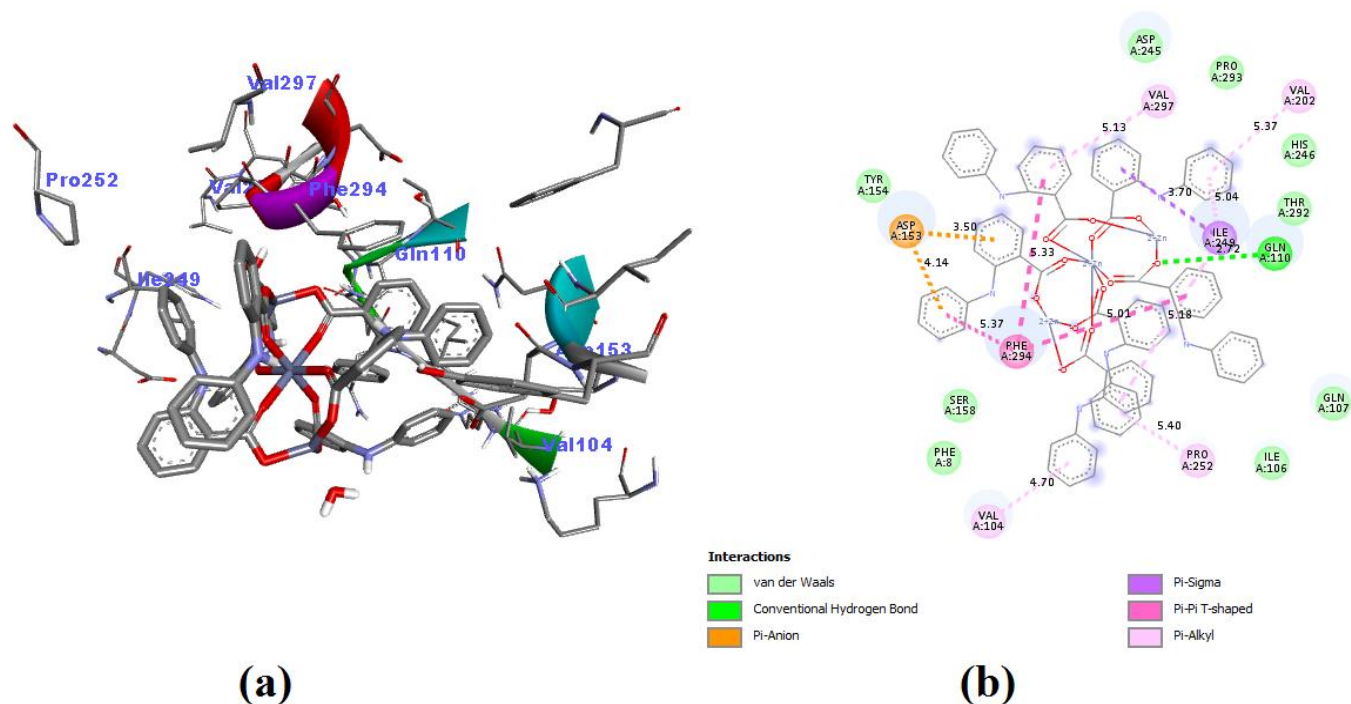 Val297
Pro252
Phe294
Gln110
Ile249
Val104
ASP
A:245
PRO
A:293
VAL
A:297
VAL
A:202
5.13
5.37
HIS
A:246
TYR
A:154
3.70
5.04
THR
A:292
ASP
A:153
3.50
ILE
A:249
2.72
GLN
A:110
4.14
5.33
5.37
5.01
5.18
PHE
A:294
SER
A:158
GLN
A:107
5.40
PHE
A:8
PRO
A:252
ILE
A:106
4.70
VAL
A:104
Interactions
van der Waals
Conventional Hydrogen Bond
Pi-Anion
Pi-Sigma
Pi-Pi T-shaped
Pi-Alkyl
(a)
(b)